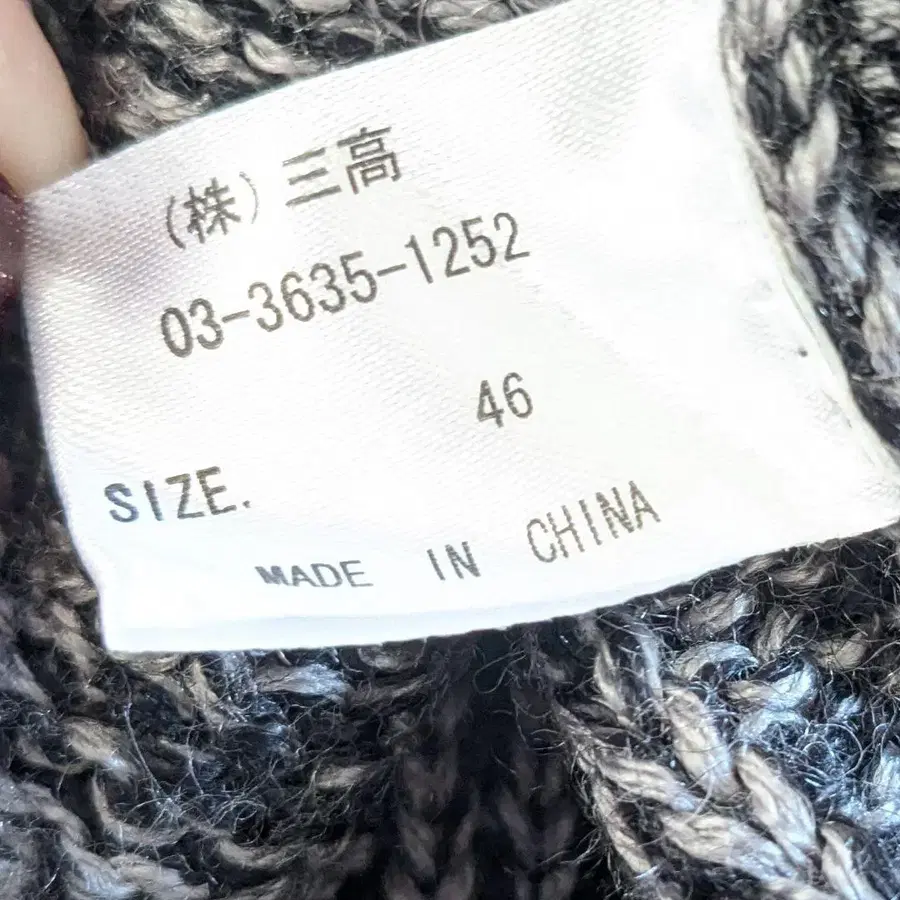 (株)三高
03-3635-1252
46
SIZE.
MADE IN CHINA